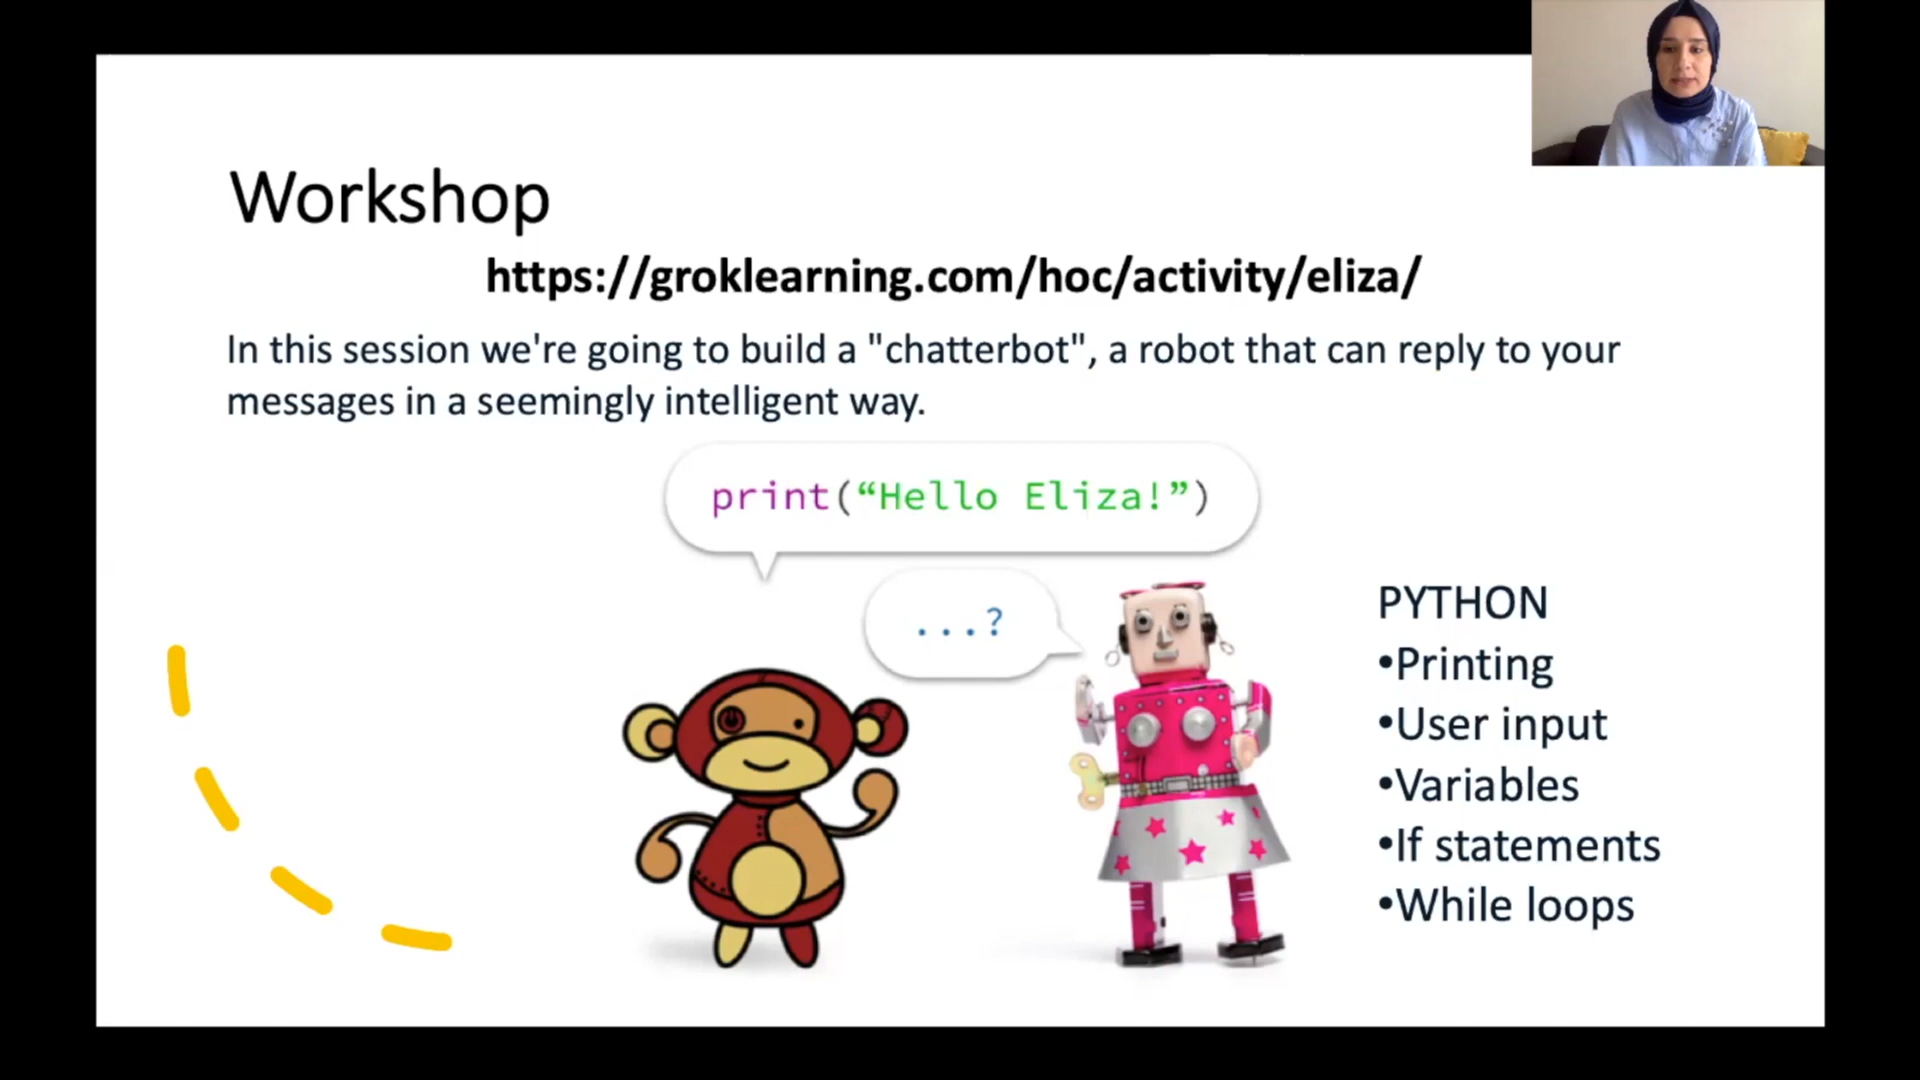 Workshop
https://groklearning.com/hoc/activity/eliza/
In this session we're going to build a "chatterbot", a robot that can reply to your
messages in a seemingly intelligent way.
print(“Hello Eliza!”)
...?
PYTHON
•Printing
•User input
•Variables
•If statements
•While loops